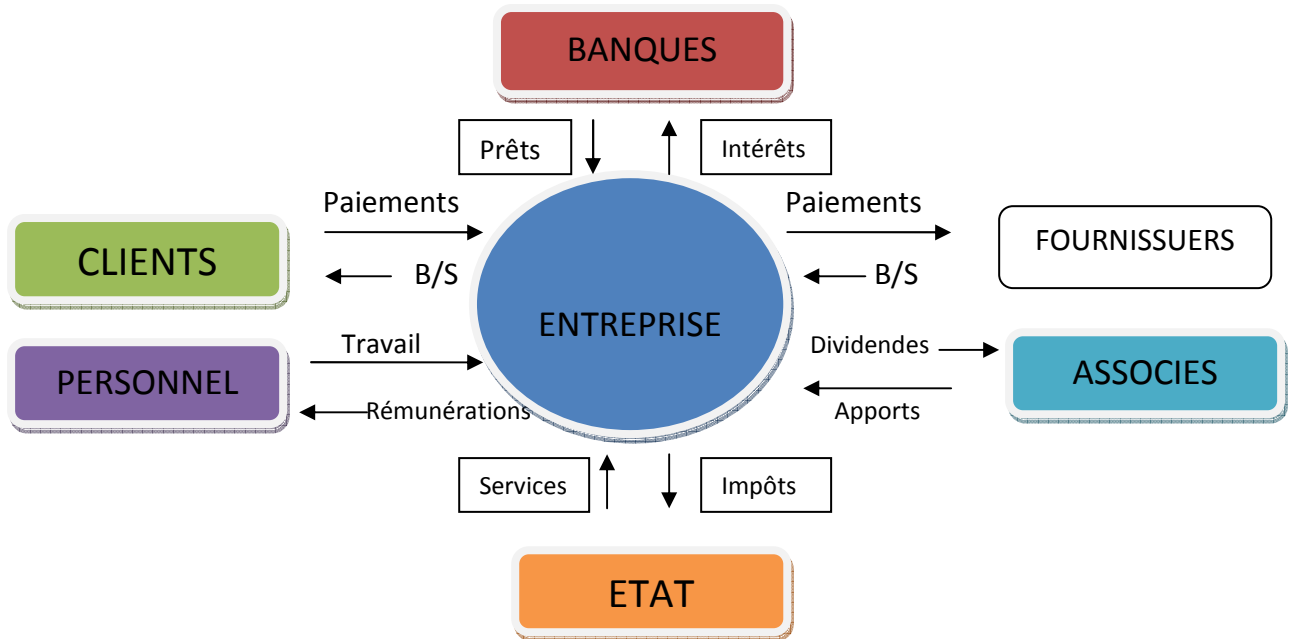 BANQUES
Prêts
Intérêts
Paiements
Paiements
CLIENTS
FOURNISSUERS
B/S
B/S
ENTREPRISE
Travail
Dividendes
PERSONNEL
ASSOCIES
Rémunérations
Apports
Services
Impôts
ETAT